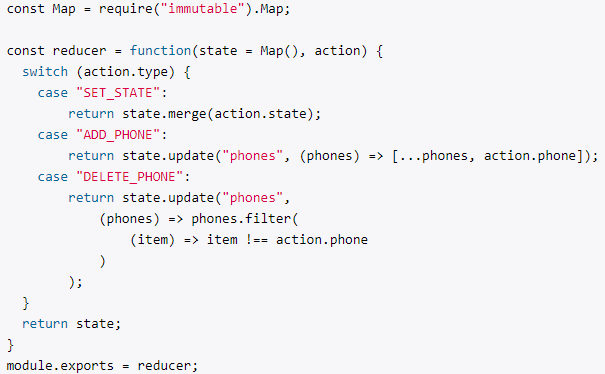 const Map = require("immutable").Map;

const reducer = function(state = Map(), action) {
  switch (action.type) {
    case "SET_STATE":
        return state.merge(action.state);
    case "ADD_PHONE":
        return state.update("phones", (phones) => [...phones, action.phone]);
    case "DELETE_PHONE":
        return state.update("phones",
            (phones) => phones.filter(
                (item) => item !== action.phone
            )
        );
  }
  return state;
}
module.exports = reducer;